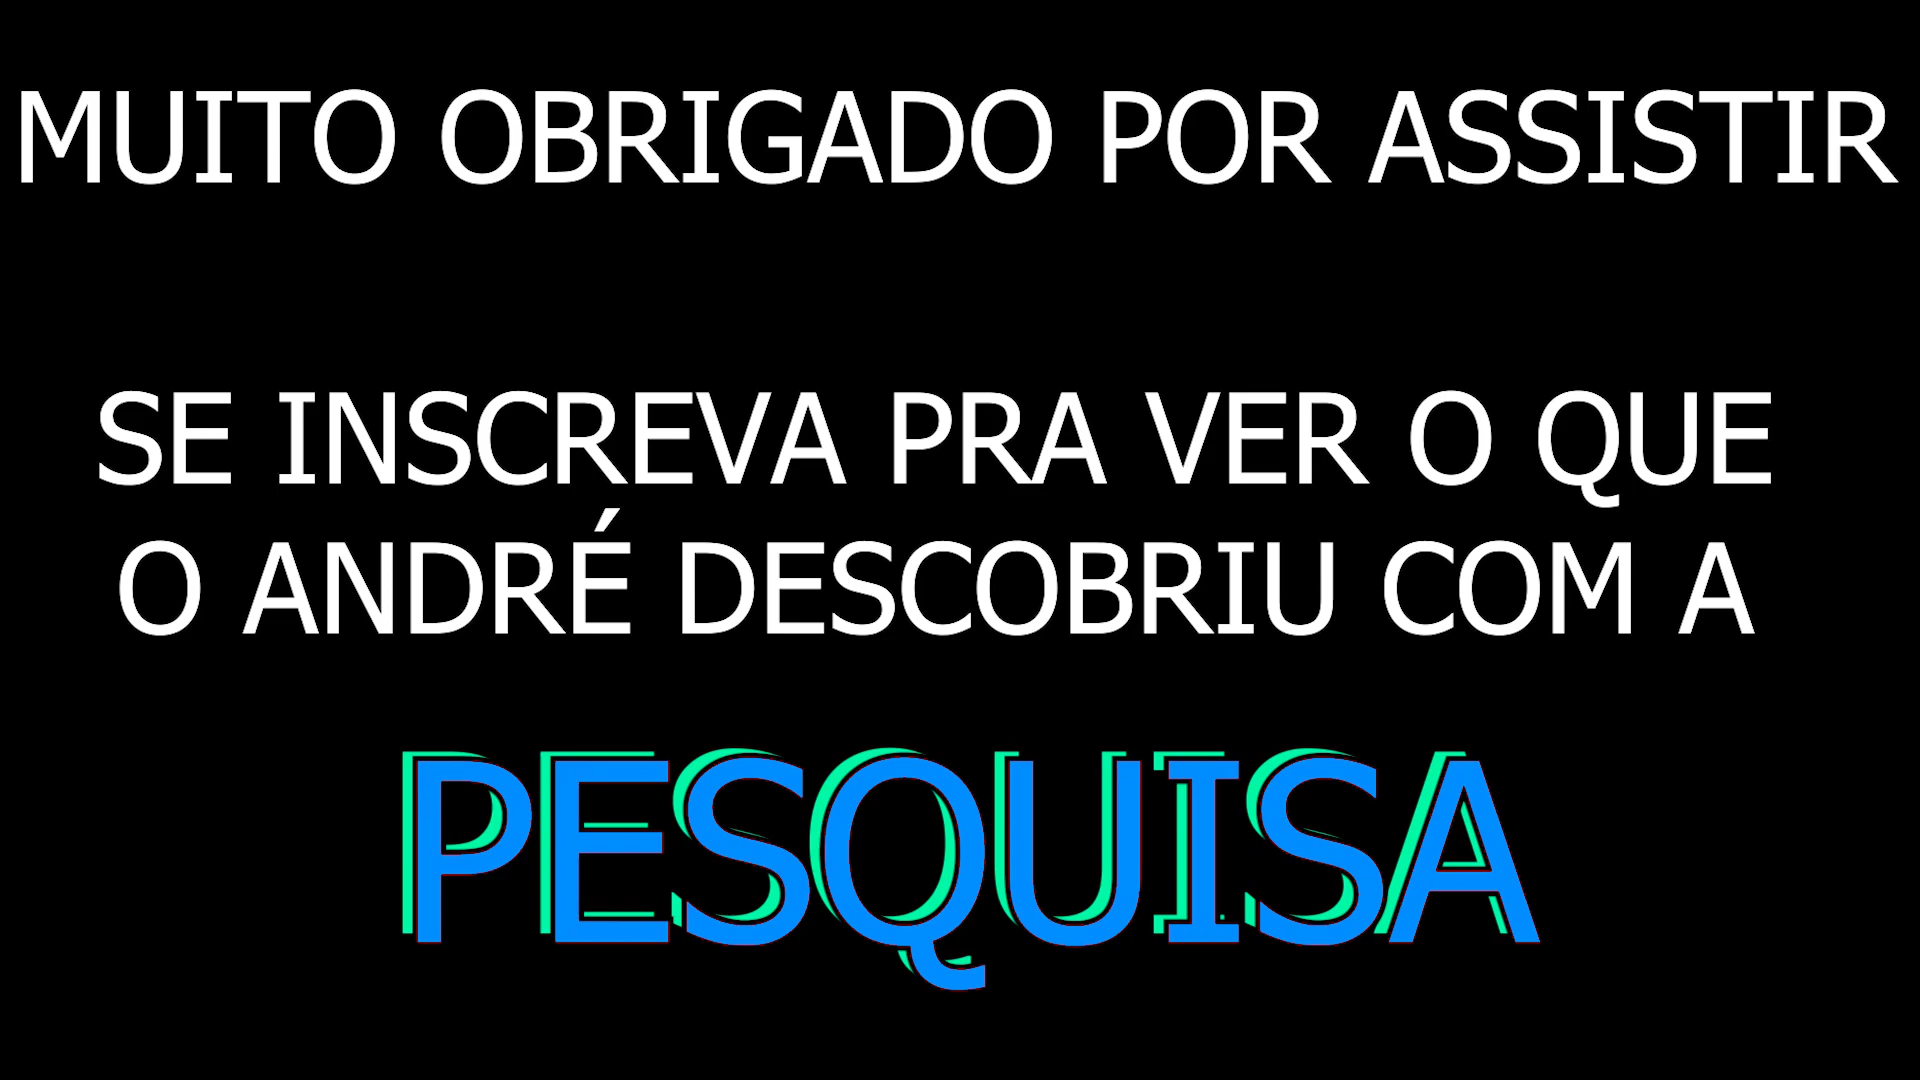 MUITO OBRIGADO POR ASSISTIR
SE INSCREVA PRA VER O QUE
O ANDRÉ DESCOBRIU COM A
PESQUISA